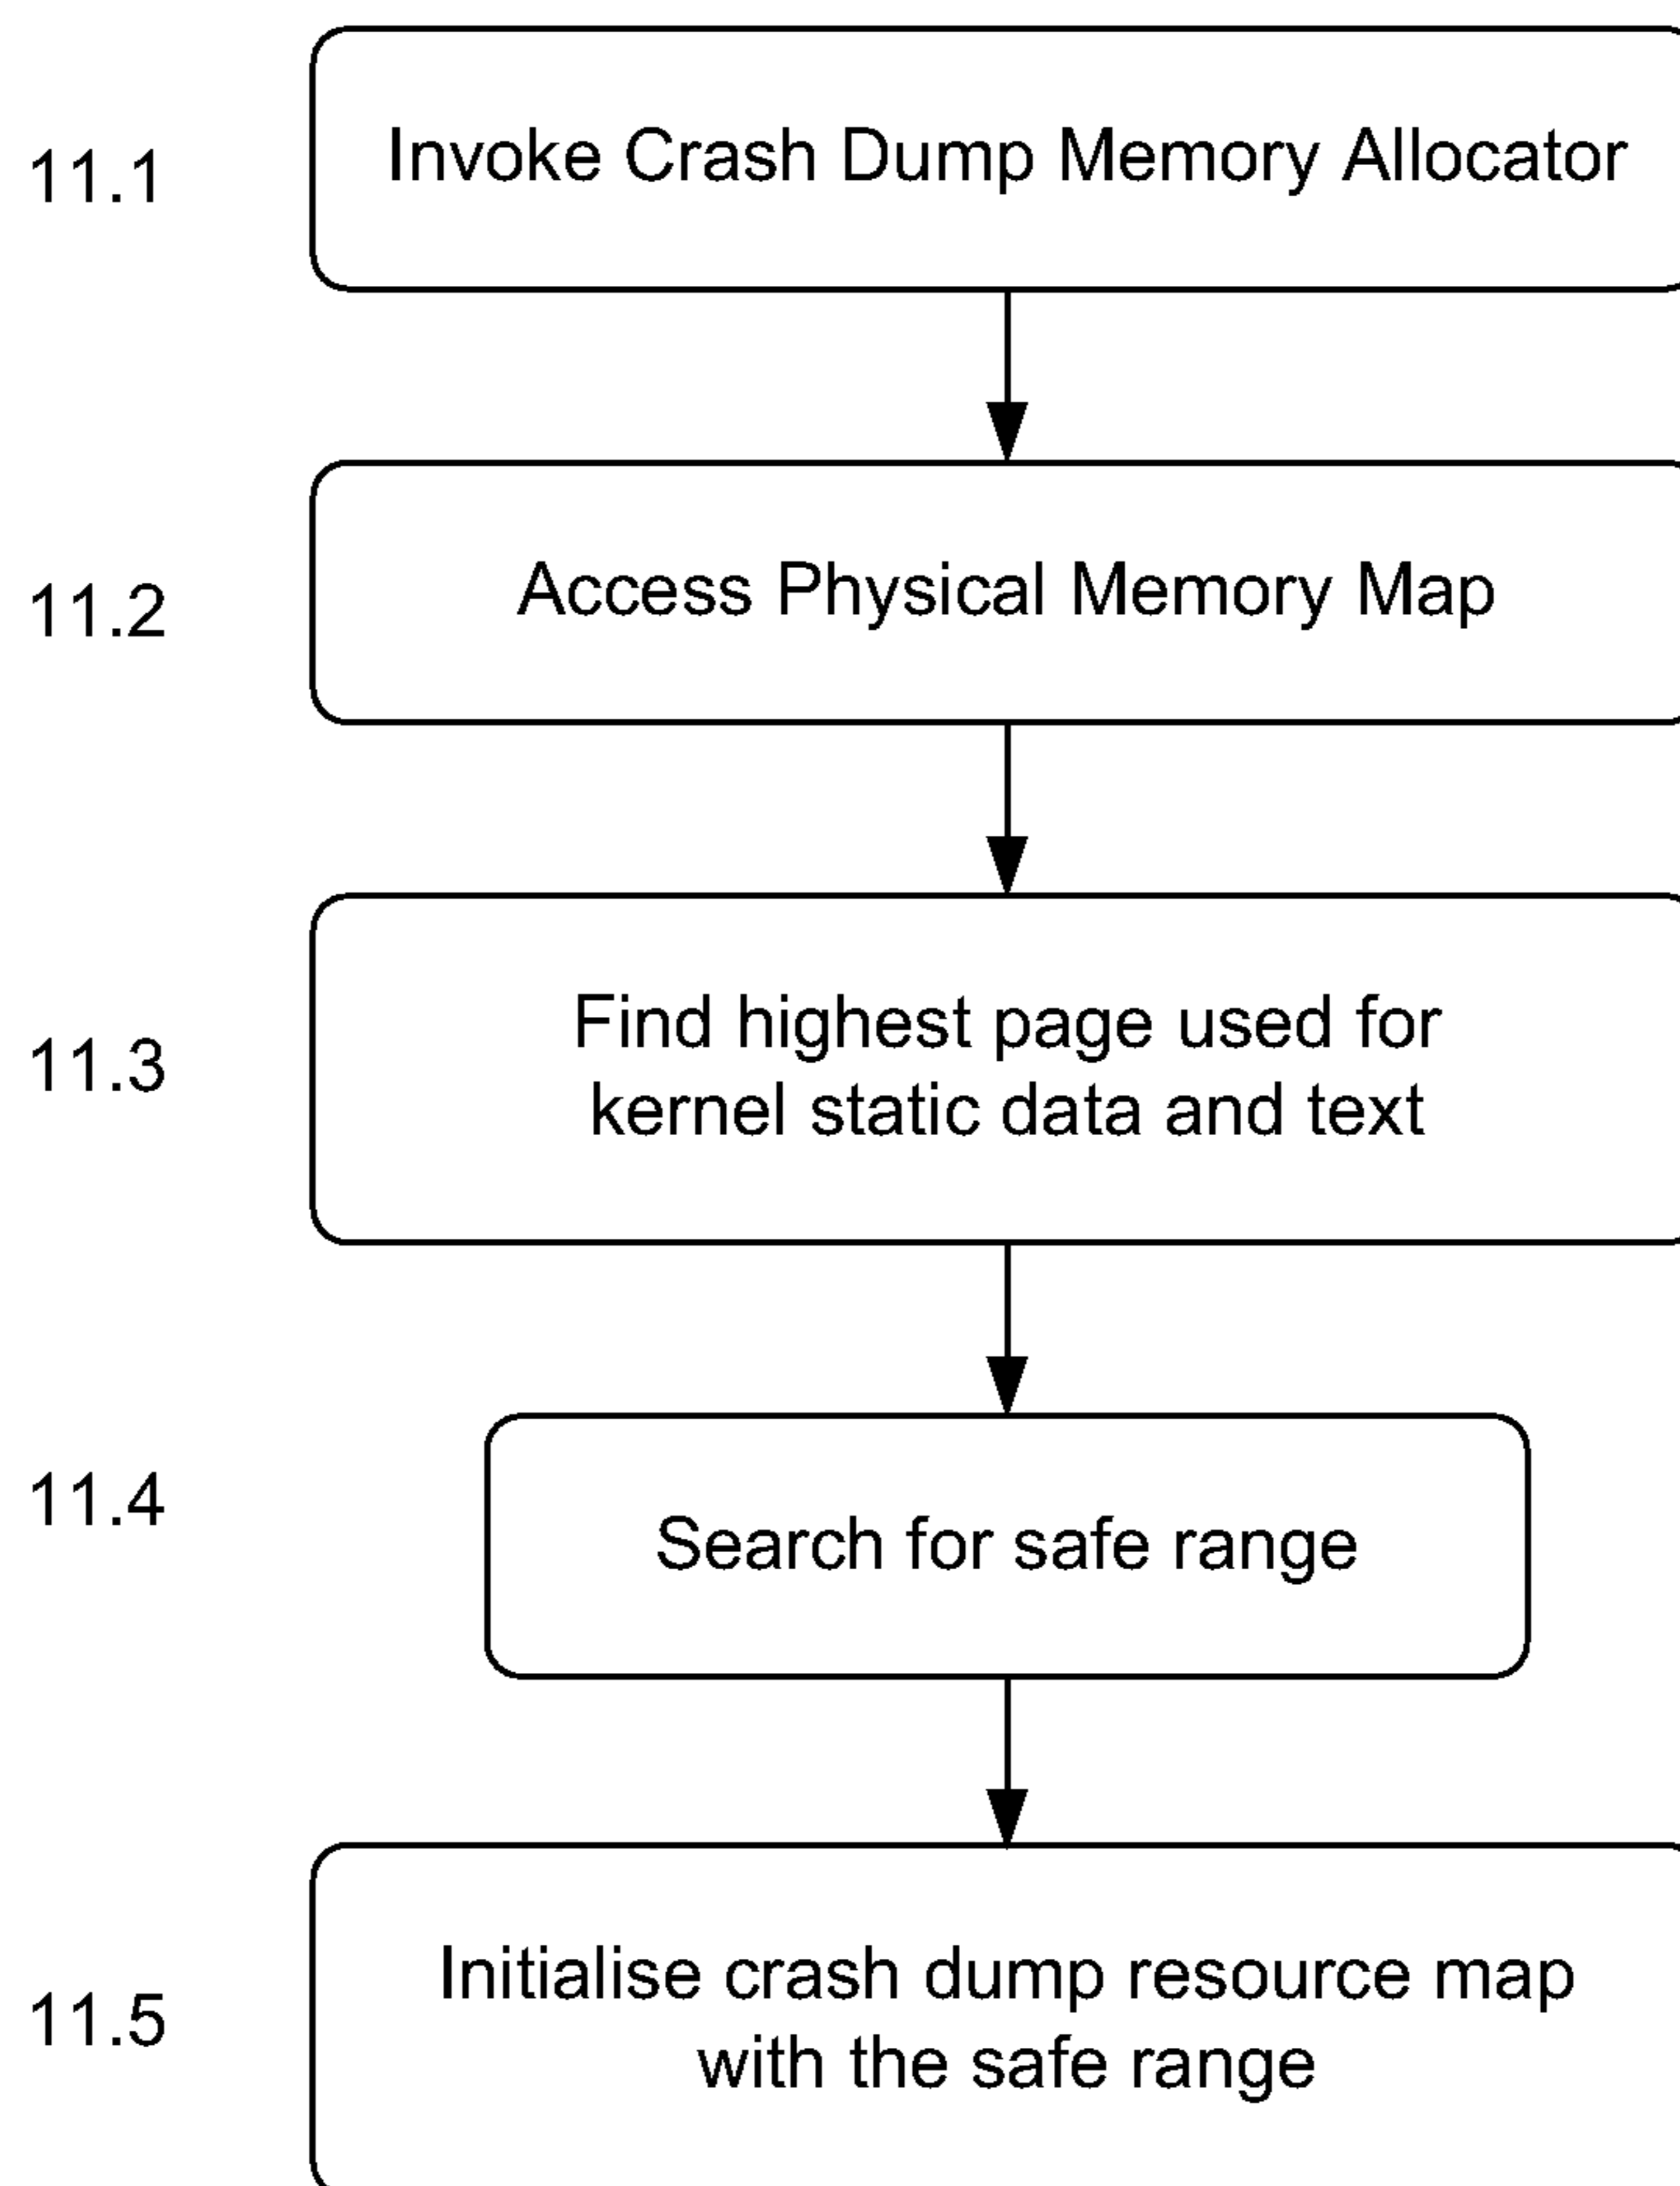 11.1 Invoke Crash Dump Memory Allocator
11.2 Access Physical Memory Map
11.3 Find highest page used for
kernel static data and text
11.4 Search for safe range
11.5 Initialise crash dump resource map
with the safe range